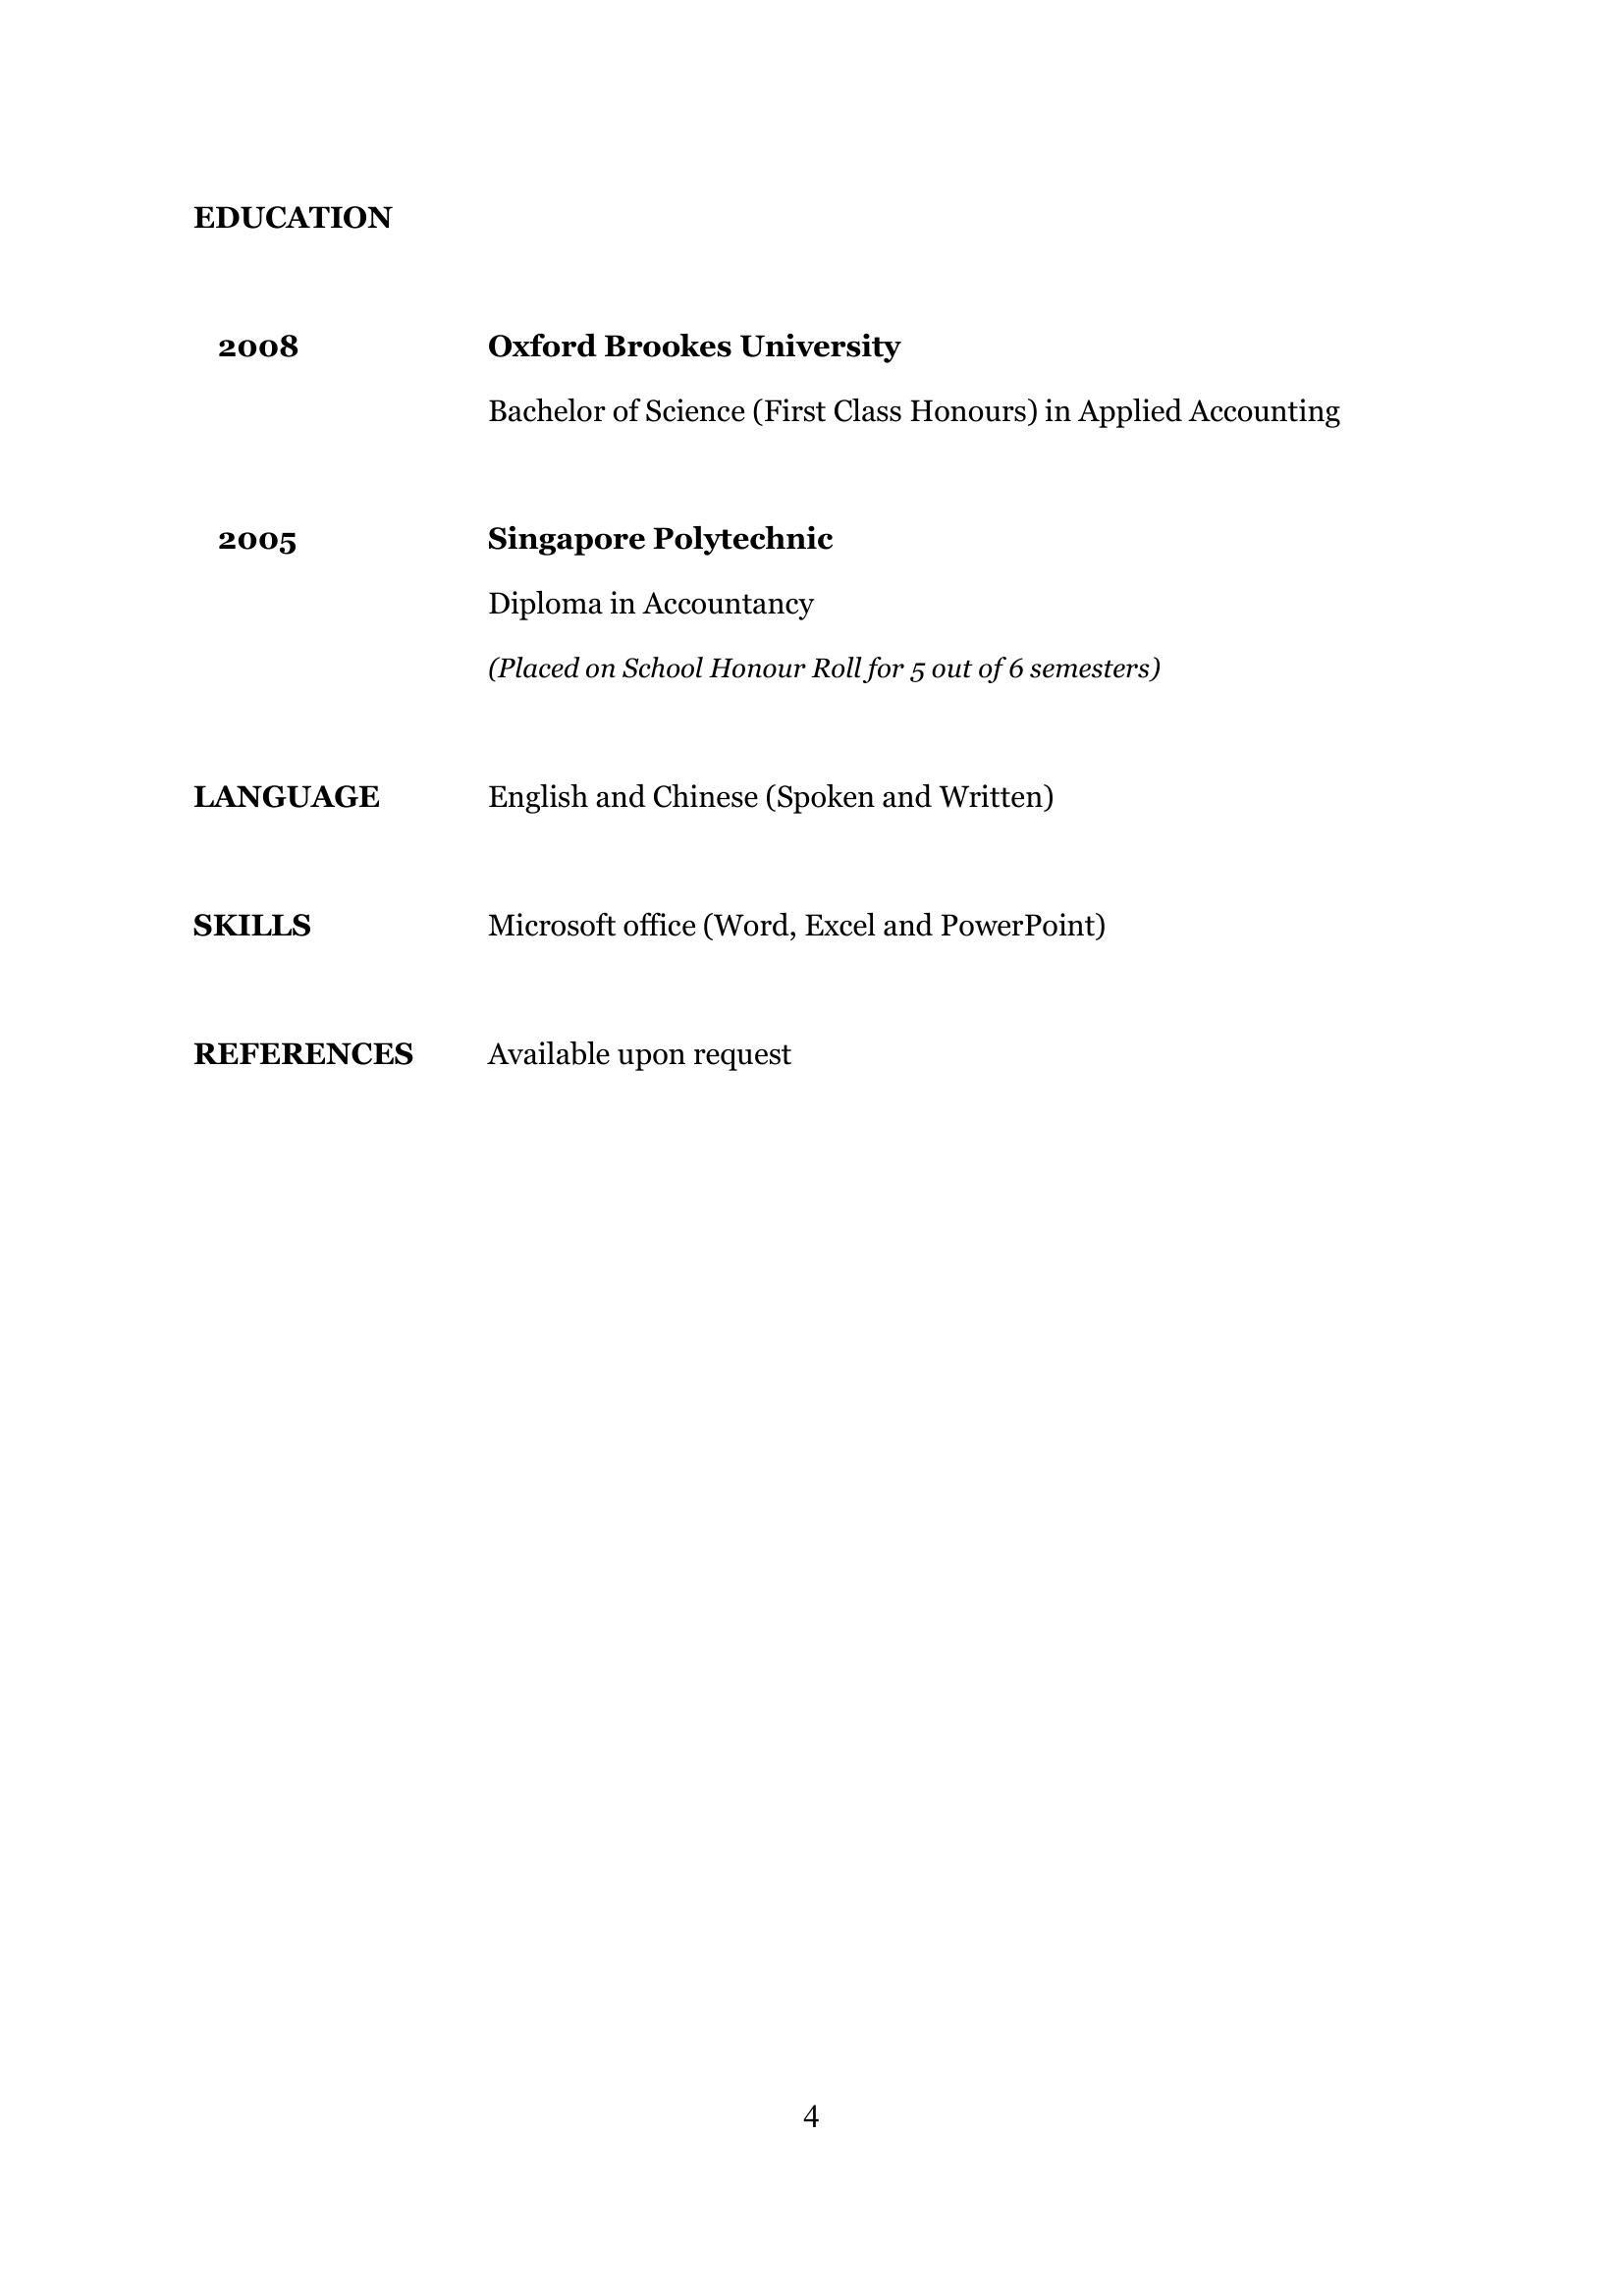 EDUCATION
2008 Oxford Brookes University
Bachelor of Science (First Class Honours) in Applied Accounting
2005 Singapore Polytechnic
Diploma in Accountancy
(Placed on School Honour Roll for 5 out of 6 semesters)
LANGUAGE English and Chinese (Spoken and Written)
SKILLS Microsoft office (Word, Excel and PowerPoint)
REFERENCES Available upon request
4